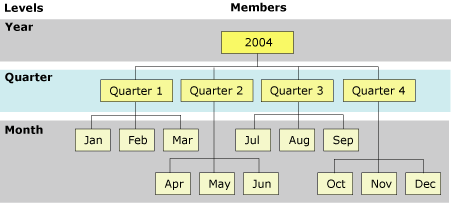 Levels Members
Year
2004
Quarter
Quarter 1 Quarter 2 Quarter 3 Quarter 4
Month
Jan Feb Mar Jul Aug Sep
Apr May Jun Oct Nov Dec